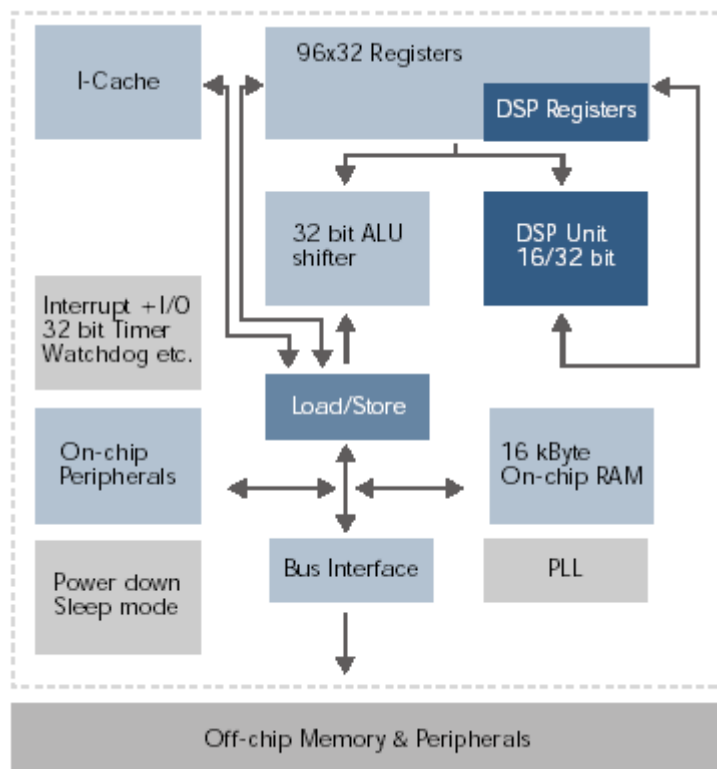 I-Cache
96x32 Registers
DSP Registers
32 bit ALU
shifter
DSP Unit
16/32 bit
Interrupt +I/O
32 bit Timer
Watchdog etc.
Load/Store
On-chip
Peripherals
16 kByte
On-chip RAM
Power down
Sleep mode
Bus Interface
PLL
Off-chip Memory & Peripherals